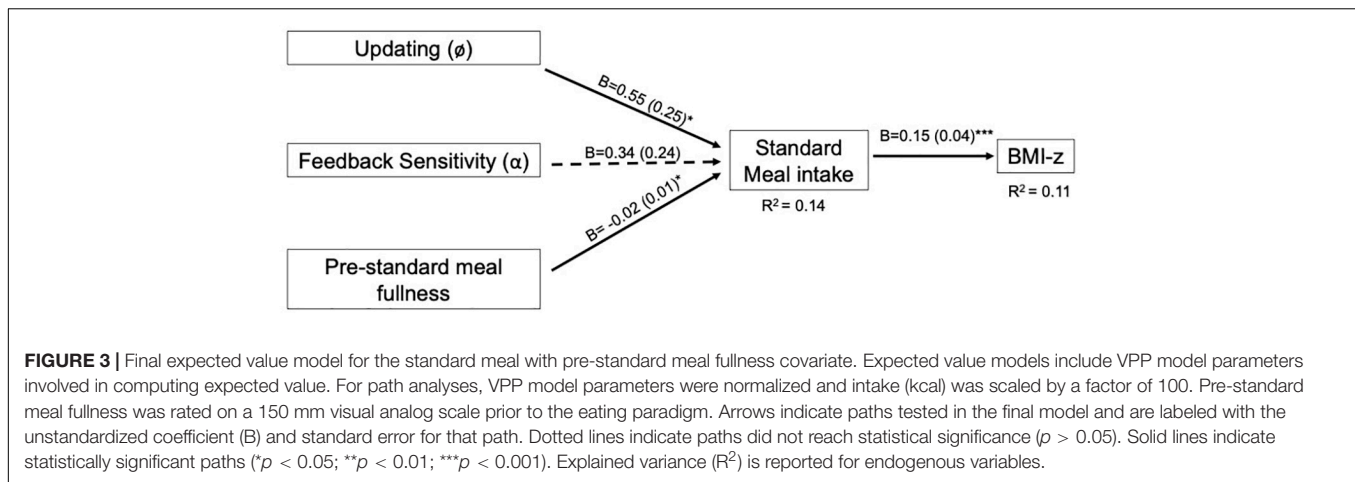 Updating (ø)
B=0.55 (0.25)*
Feedback Sensitivity (α)
B=0.34 (0.24)
Pre-standard meal
fullness
B= -0.02 (0.01)*
Standard
Meal intake
R² = 0.14
B=0.15 (0.04)***
BMI-z
R² = 0.11
FIGURE 3 | Final expected value model for the standard meal with pre-standard meal fullness covariate. Expected value models include VPP model parameters
involved in computing expected value. For path analyses, VPP model parameters were normalized and intake (kcal) was scaled by a factor of 100. Pre-standard
meal fullness was rated on a 150 mm visual analog scale prior to the eating paradigm. Arrows indicate paths tested in the final model and are labeled with the
unstandardized coefficient (B) and standard error for that path. Dotted lines indicate paths did not reach statistical significance (p > 0.05). Solid lines indicate
statistically significant paths (*p < 0.05; **p < 0.01; ***p < 0.001). Explained variance (R²) is reported for endogenous variables.